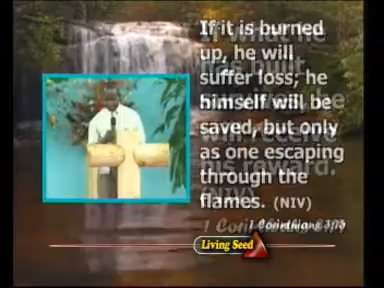 If it is burned
up, he will
suffer loss; he
himself will be
saved, but only
as one escaping
through the
flames. (NIV)
1 Corinthians 3:15
Living Seed